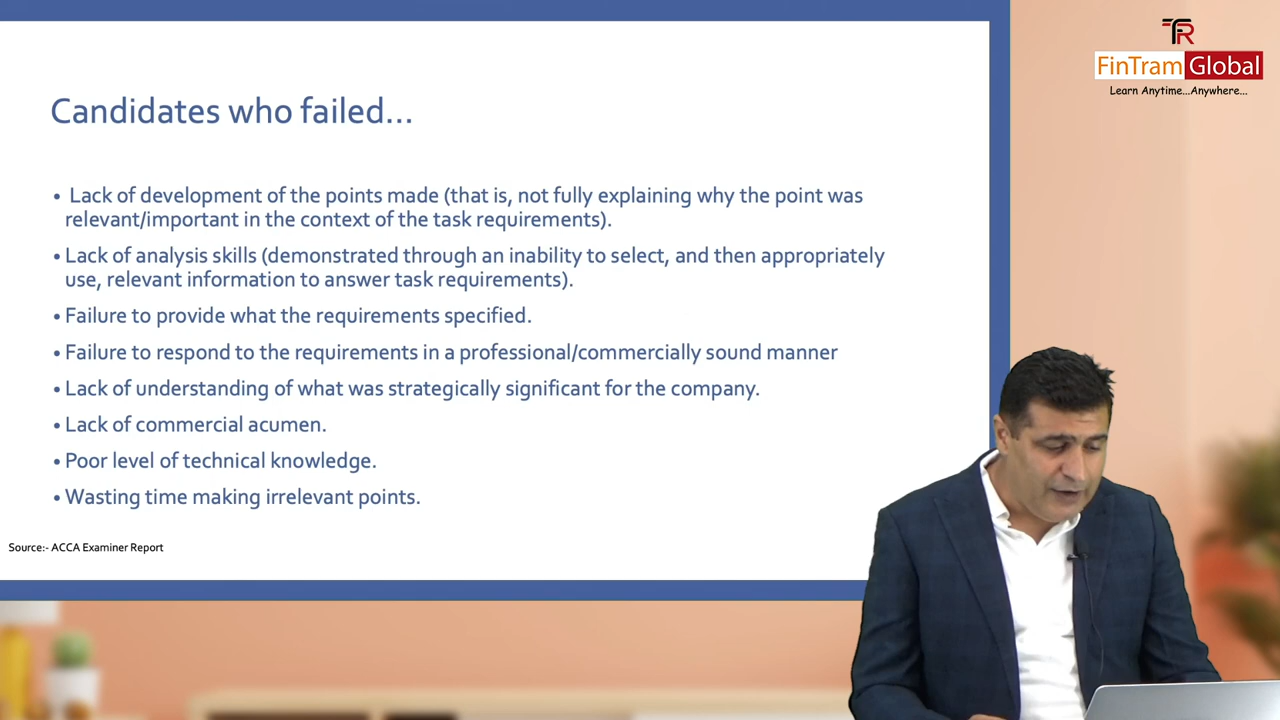 Candidates who failed...
• Lack of development of the points made (that is, not fully explaining why the point was
relevant/important in the context of the task requirements).
• Lack of analysis skills (demonstrated through an inability to select, and then appropriately
use, relevant information to answer task requirements).
• Failure to provide what the requirements specified.
• Failure to respond to the requirements in a professional/commercially sound manner
• Lack of understanding of what was strategically significant for the company.
• Lack of commercial acumen.
• Poor level of technical knowledge.
• Wasting time making irrelevant points.
Source:- ACCA Examiner Report
FinTram Global
Learn Anytime...Anywhere...